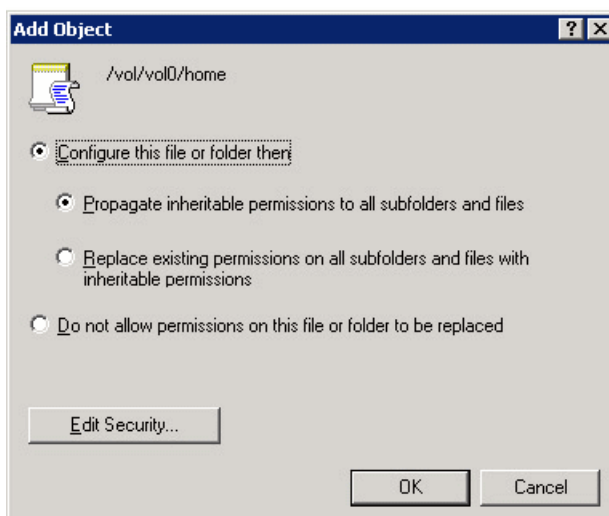 Add Object
/vol/vol0/home
Configure this file or folder then
Propagate inheritable permissions to all subfolders and files
Replace existing permissions on all subfolders and files with
inheritable permissions
Do not allow permissions on this file or folder to be replaced
Edit Security...
OK Cancel